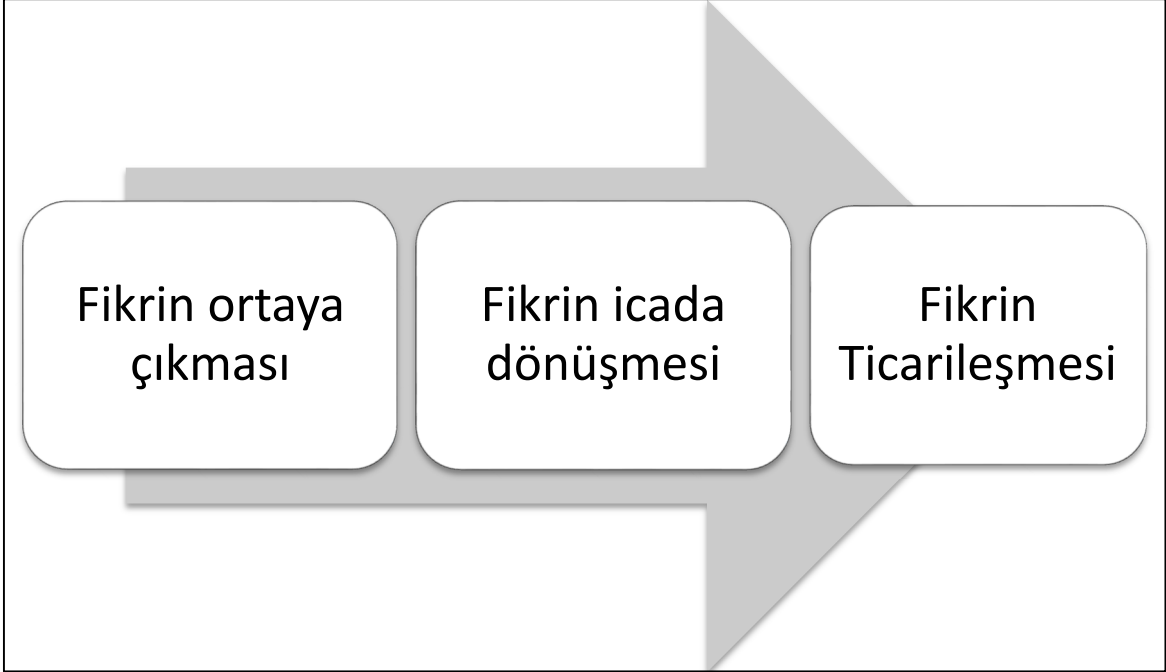 Fikrin ortaya
çıkması
Fikrin icada
dönüşmesi
Fikrin
Ticarileşmesi